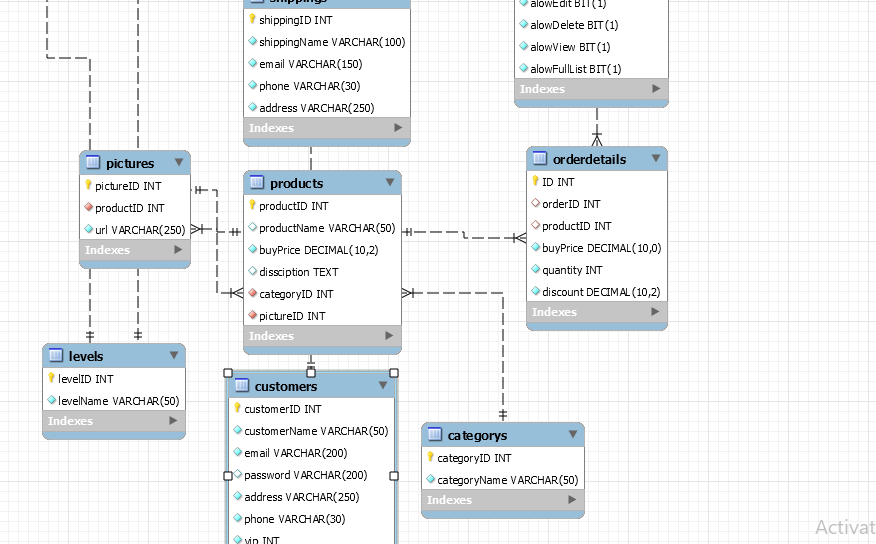 shippings
shippingID INT
shippingName VARCHAR(100)
email VARCHAR(150)
phone VARCHAR(30)
address VARCHAR(250)
Indexes
alowEdit BIT(1)
alowDelete BIT(1)
alowView BIT(1)
alowFullList BIT(1)
Indexes
pictures
pictureID INT
productID INT
url VARCHAR(250)
Indexes
products
productID INT
productName VARCHAR(50)
buyPrice DECIMAL(10,2)
dissciption TEXT
categoryID INT
pictureID INT
Indexes
orderdetails
ID INT
orderID INT
productID INT
buyPrice DECIMAL(10,0)
quantity INT
discount DECIMAL(10,2)
Indexes
levels
levelID INT
levelName VARCHAR(50)
Indexes
customers
customerID INT
customerName VARCHAR(50)
email VARCHAR(200)
password VARCHAR(200)
address VARCHAR(250)
phone VARCHAR(30)
vip INT
categorys
categoryID INT
categoryName VARCHAR(50)
Indexes
Activat